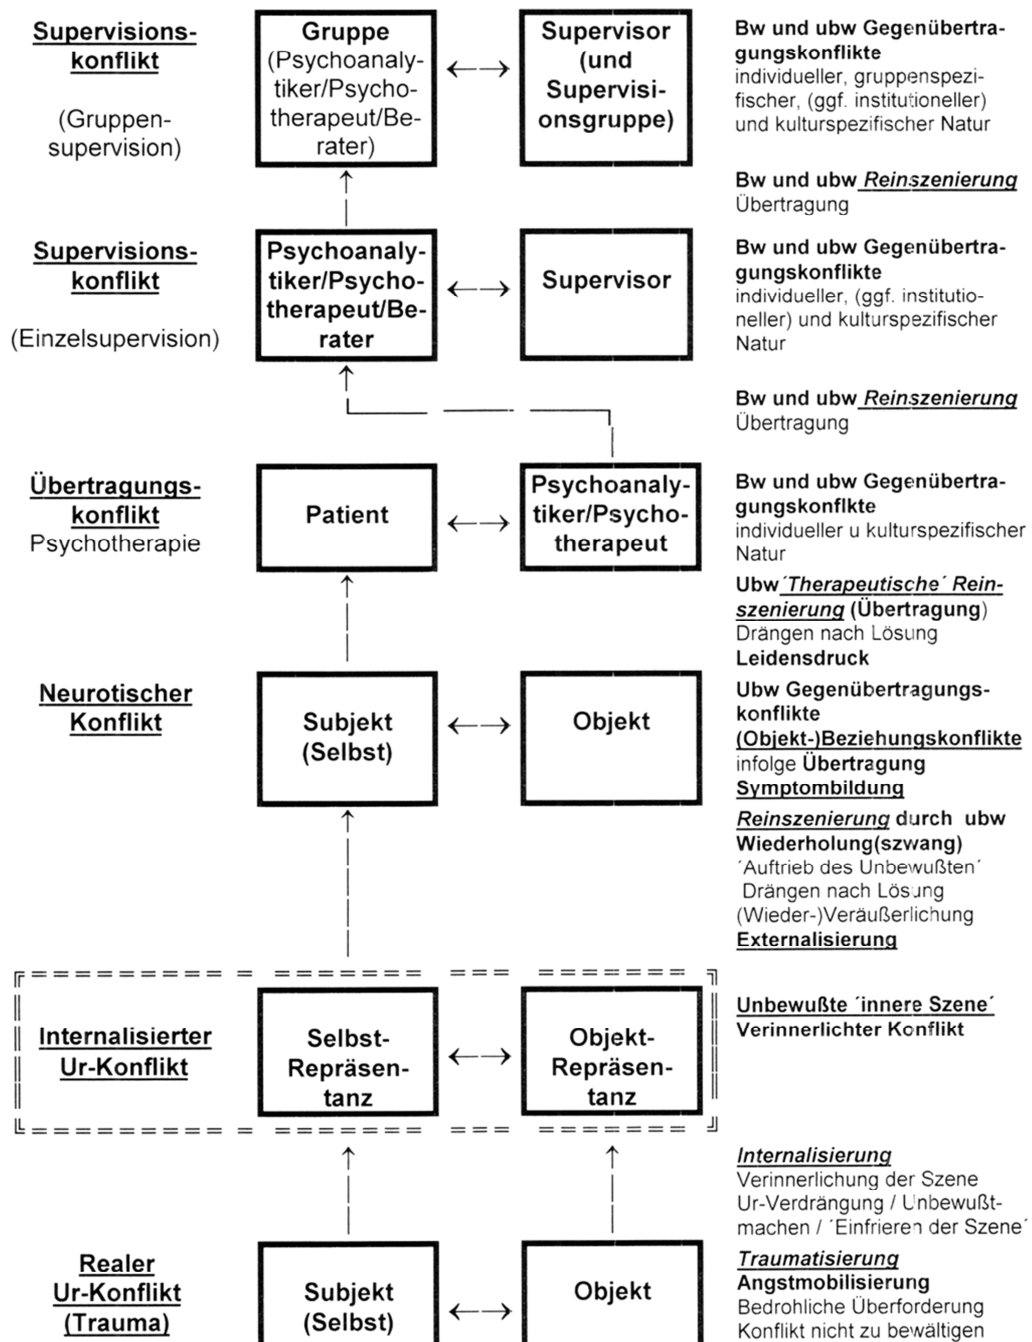 Supervisions-
konflikt
(Gruppen-
supervision)
Gruppe
(Psychoanaly-
tiker/Psycho-
therapeut/Be-
rater)
Supervisor
(und
Supervisi-
onsgruppe)
Bw und ubw Gegenübertra-
gungskonflikte
individueller, gruppenspezi-
fischer, (ggf. institutioneller)
und kulturspezifischer Natur
Bw und ubw Reinszenierung
Übertragung
Supervisions-
konflikt
(Einzelsupervision)
Psychoanaly-
tiker/Psycho-
therapeut/Be-
rater
Supervisor
Bw und ubw Gegenübertra-
gungskonflikte
individueller, (ggf. institutio-
neller) und kulturspezifischer
Natur
Bw und ubw Reinszenierung
Übertragung
Übertragungs-
konflikt
Psychotherapie
Patient
Psychoanaly-
tiker/Psycho-
therapeut
Bw und ubw Gegenübertra-
gungskonflkte
individueller u kulturspezifischer
Natur
Ubw ´Therapeutische´ Rein-
szenierung (Übertragung)
Drängen nach Lösung
Leidensdruck
Neurotischer
Konflikt
Subjekt
(Selbst)
Objekt
Ubw Gegenübertragungs-
konflikte
(Objekt-)Beziehungskonflikte
infolge Übertragung
Symptombildung
Reinszenierung durch ubw
Wiederholung(szwang)
´Auftrieb des Unbewußten´
Drängen nach Lösung
(Wieder-)Veräußerlichung
Externalisierung
Internalisierter
Ur-Konflikt
Selbst-
Repräsen-
tanz
Objekt-
Repräsen-
tanz
Unbewußte ´innere Szene´
Verinnerlichter Konflikt
Internalisierung
Verinnerlichung der Szene
Ur-Verdrängung / Unbewußt-
machen / ´Einfrieren der Szene´
Realer
Ur-Konflikt
(Trauma)
Subjekt
(Selbst)
Objekt
Traumatisierung
Angstmobilisierung
Bedrohliche Überforderung
Konflikt nicht zu bewältigen